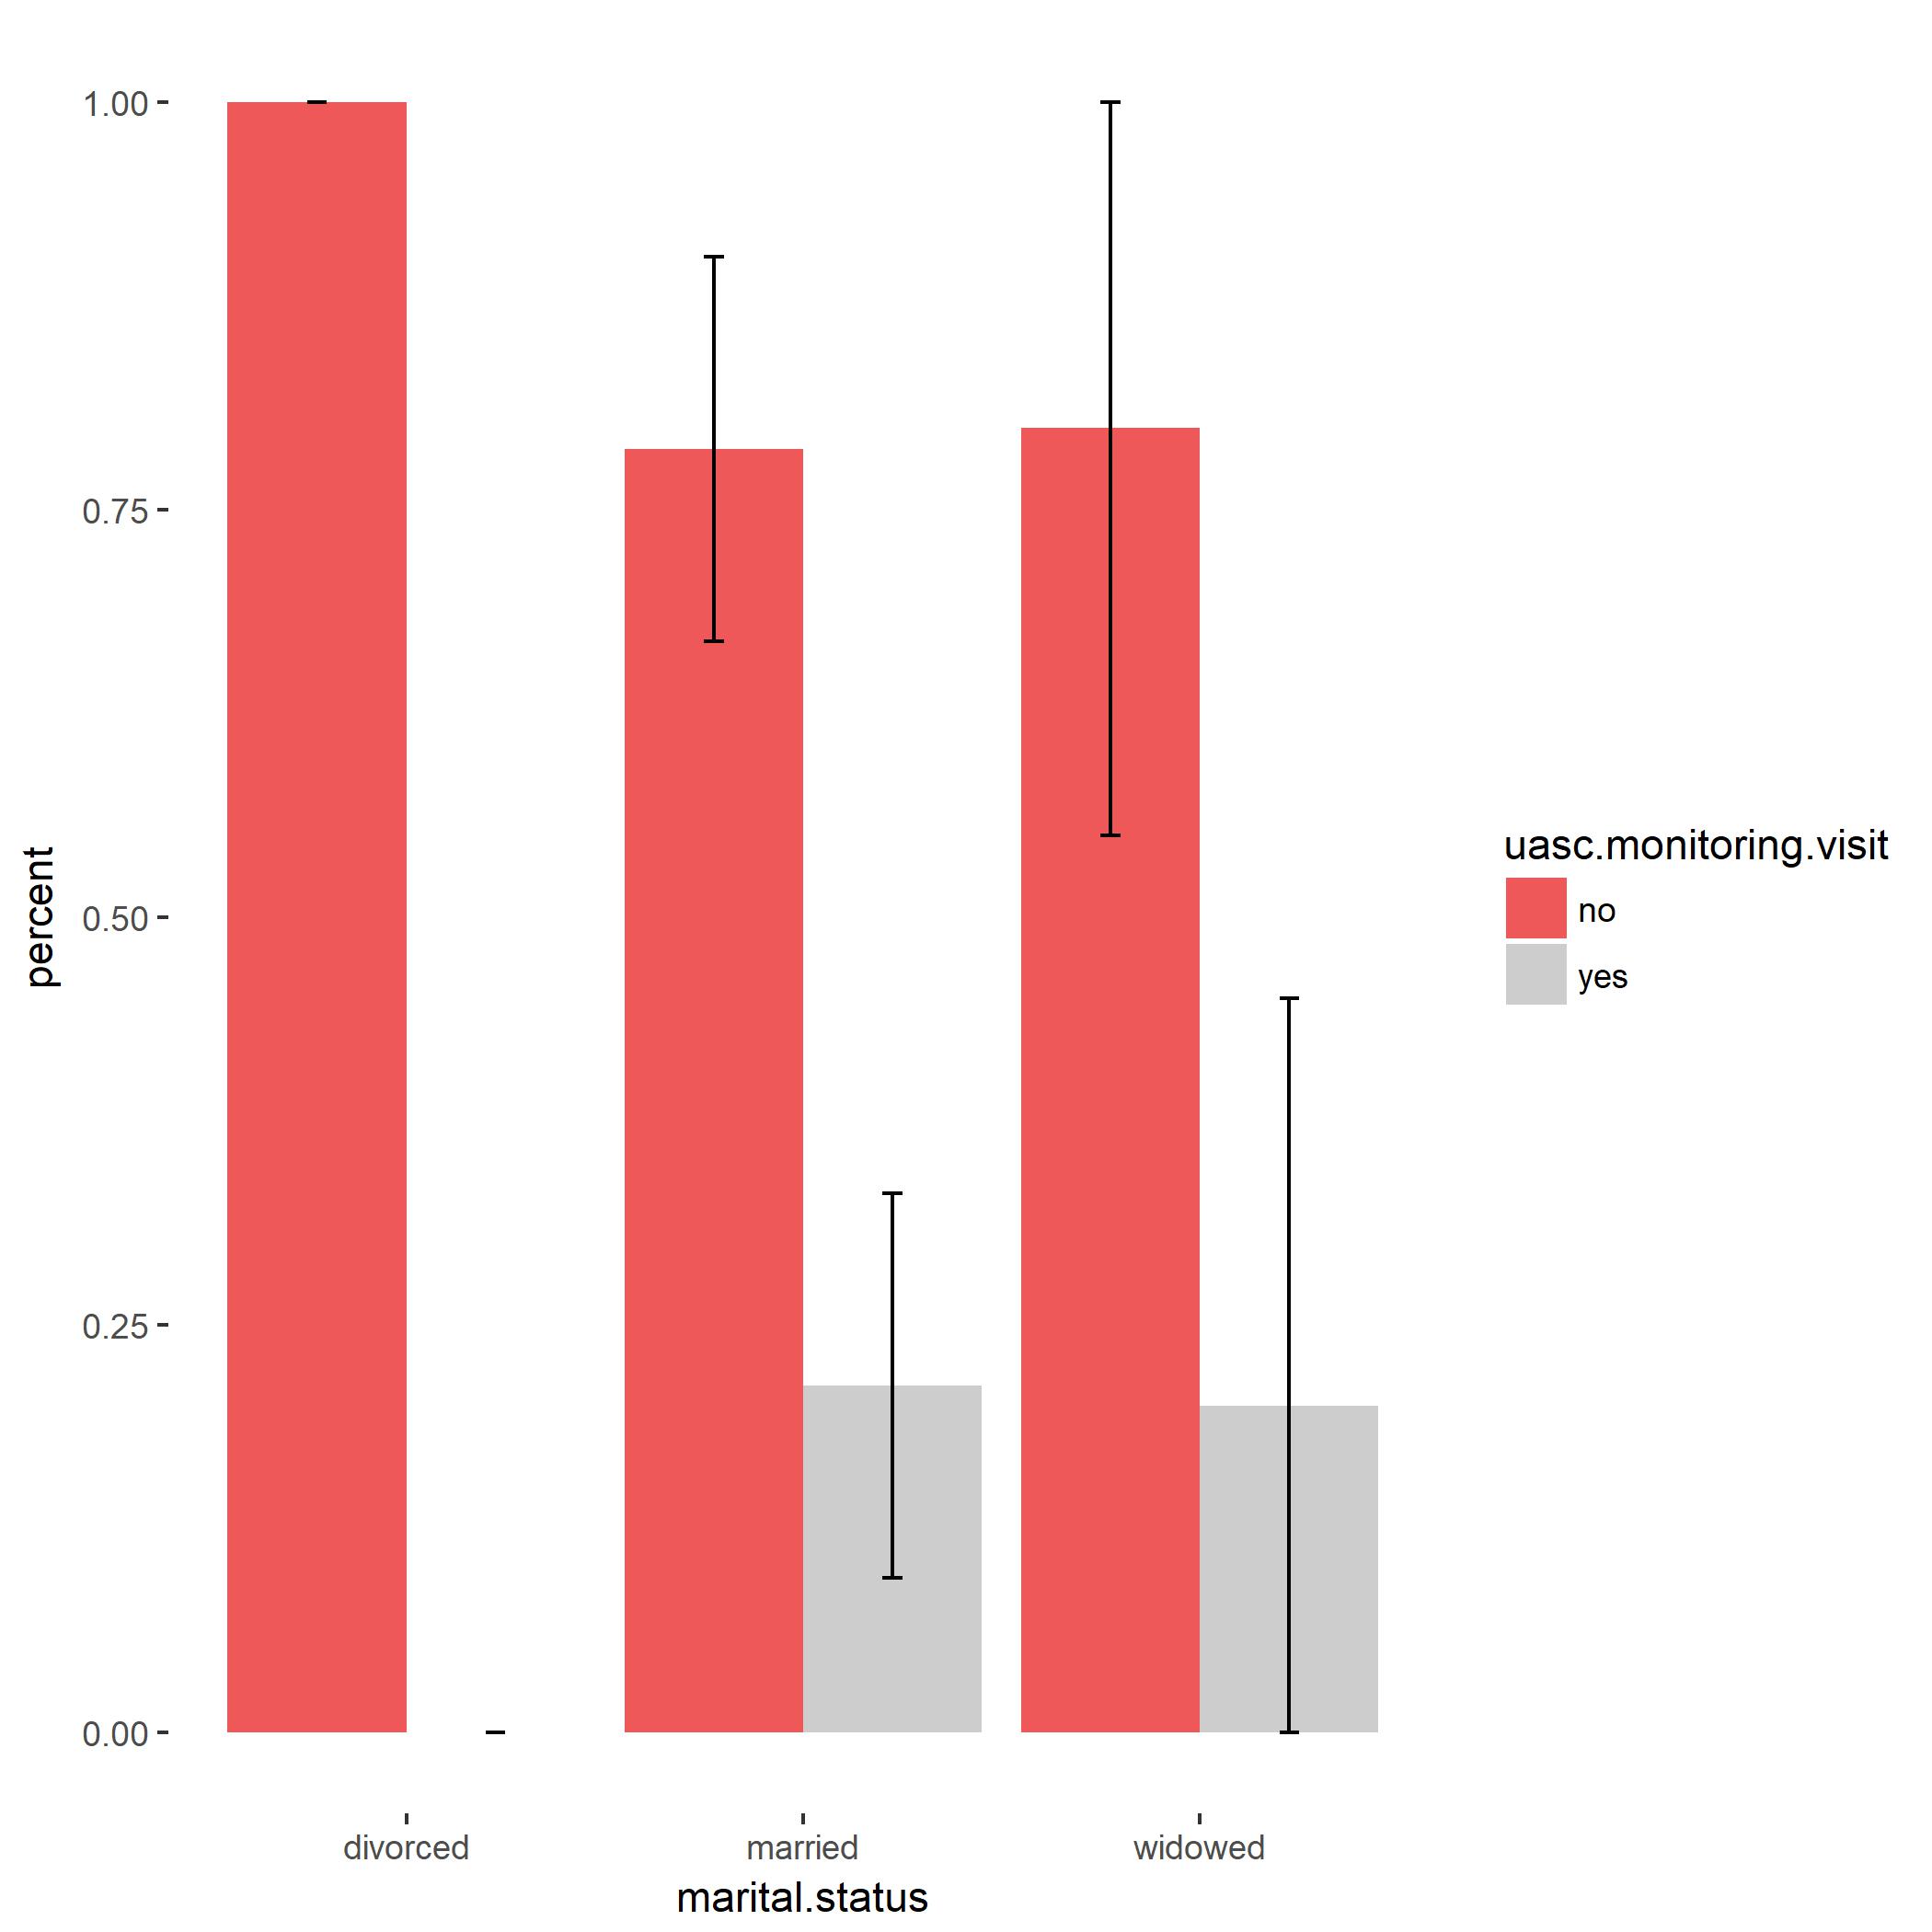 1.00
0.75
0.50
0.25
0.00
percent
divorced married widowed
marital.status
uasc.monitoring.visit
no
yes